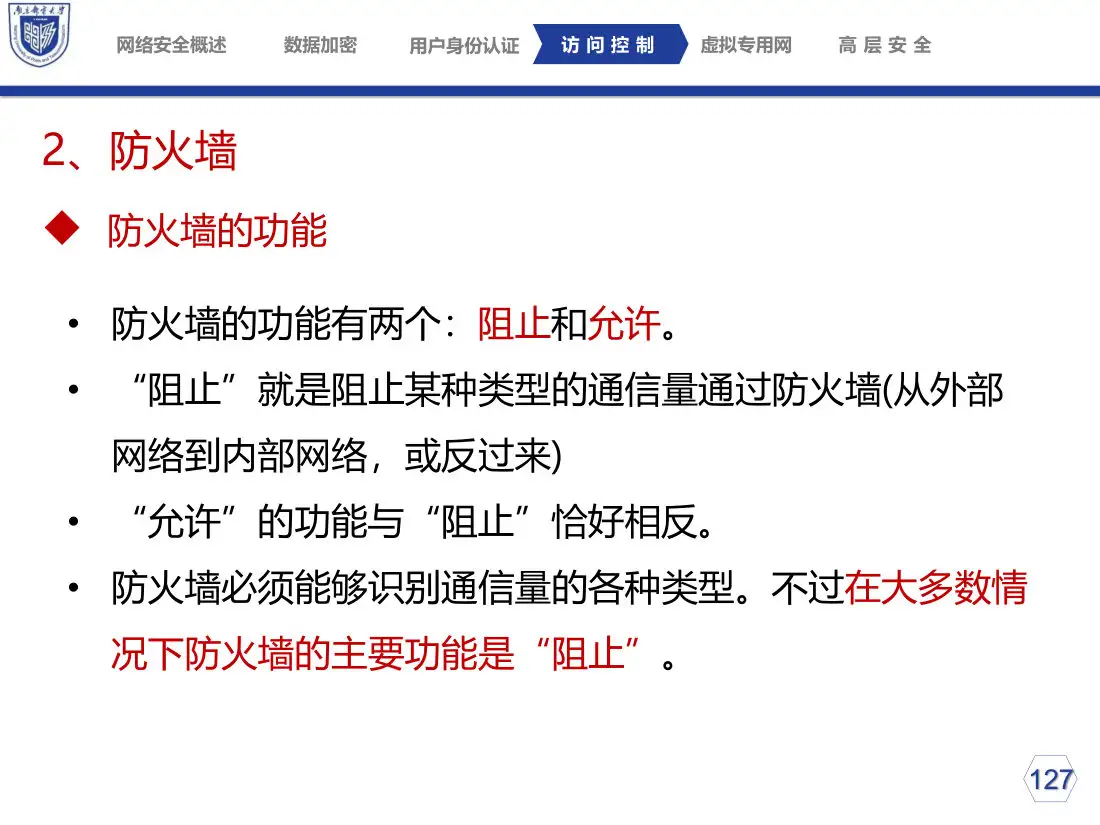 南京邮电大学
网络安全概述 数据加密 用户身份认证 访问控制 虚拟专用网 高层安全
2、防火墙
◆ 防火墙的功能
• 防火墙的功能有两个：阻止和允许。
• “阻止”就是阻止某种类型的通信量通过防火墙(从外部
网络到内部网络，或反过来)
• “允许”的功能与“阻止”恰好相反。
• 防火墙必须能够识别通信量的各种类型。不过在大多数情
况下防火墙的主要功能是“阻止”。
127